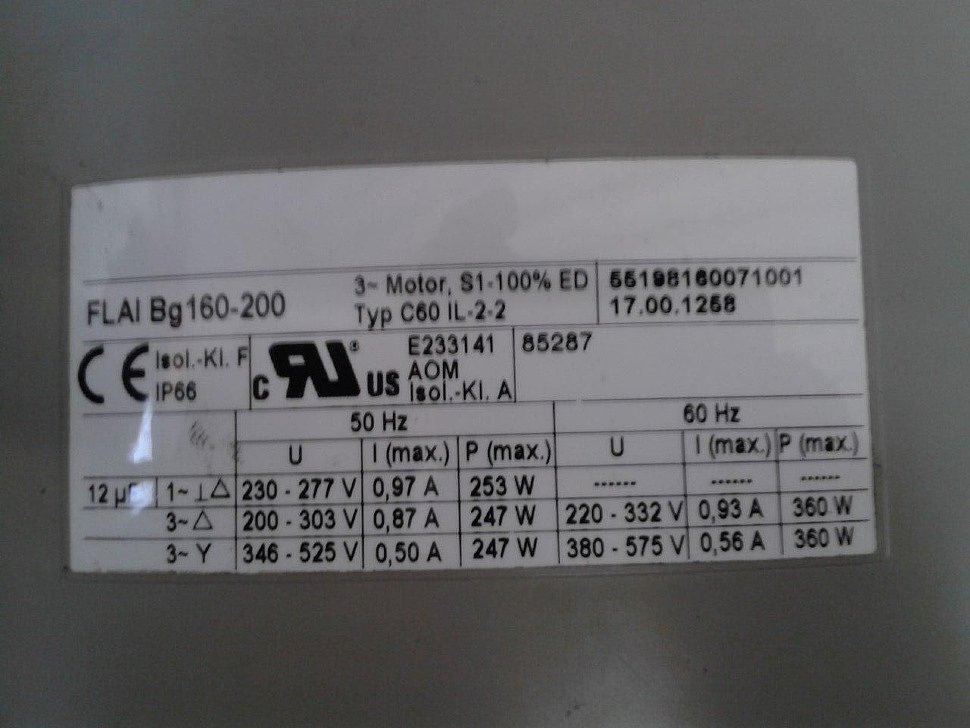 FLAI Bg160-200
3~ Motor, S1-100% ED
Typ C60 IL-2-2
55198160071001
17.00.1258
CE Isol.-Kl. F
IP66
C RU ® US
E233141
AOM
Isol.-Kl. A
85287
50 Hz 60 Hz
U I (max.) P (max.) U I (max.) P (max.)
12 1~ ⊥ △ 230 - 277 V 0,97 A 253 W ------ ------ ------
3~ △ 200 - 303 V 0,87 A 247 W 220 - 332 V 0,93 A 360 W
3~ Y 346 - 525 V 0,50 A 247 W 380 - 575 V 0,56 A 360 W